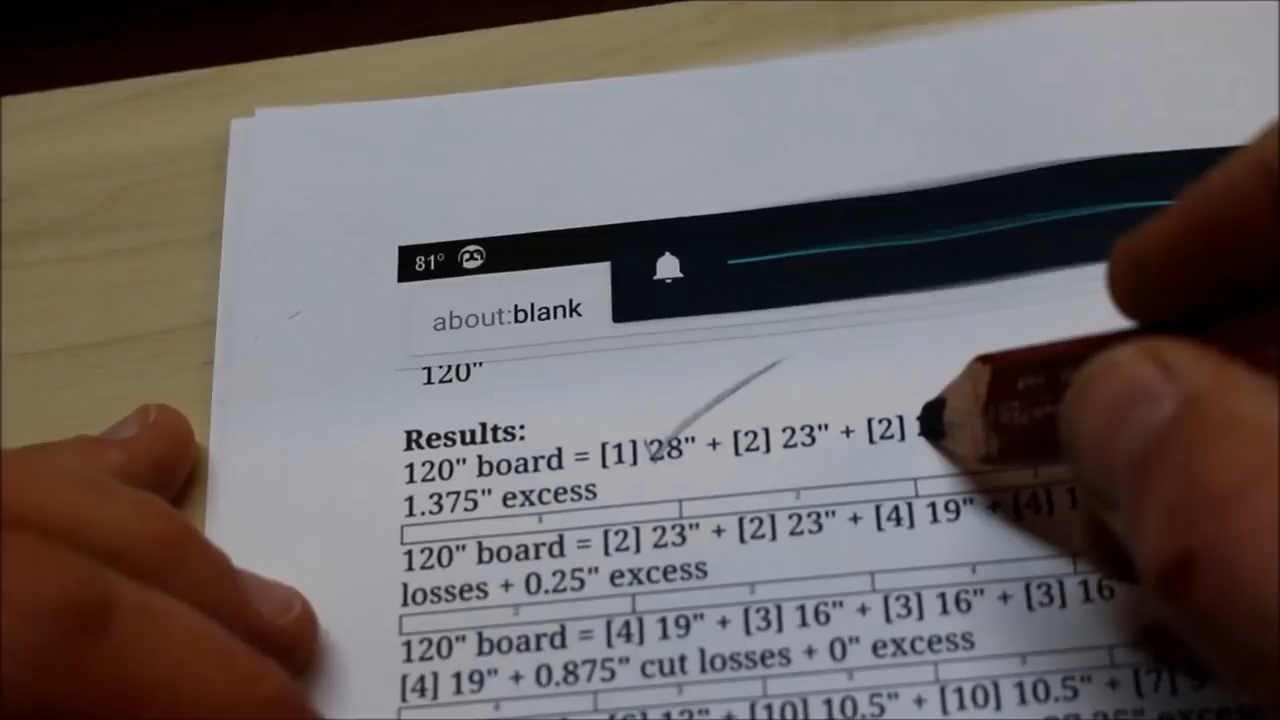 81°
about:blank
120"
Results:
120" board = [1] 28" + [2] 23" + [2]
1.375" excess
120" board = [2] 23" + [2] 23" + [4] 19" + [4]
losses + 0.25" excess
120" board = [4] 19" + [3] 16" + [3] 16" + [3] 16"
[4] 19" + 0.875" cut losses + 0" excess
12" + [10] 10.5" + [10] 10.5" + [7]